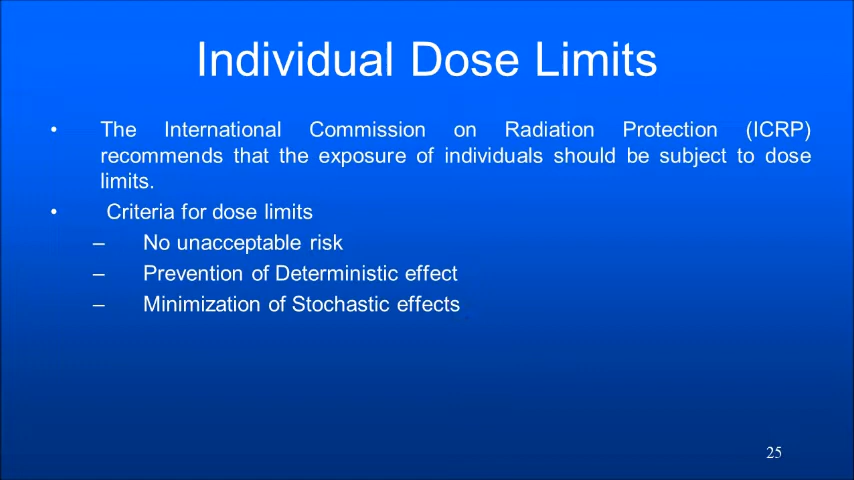 Individual Dose Limits
• The International Commission on Radiation Protection (ICRP)
recommends that the exposure of individuals should be subject to dose
limits.
• Criteria for dose limits
– No unacceptable risk
– Prevention of Deterministic effect
– Minimization of Stochastic effects
25